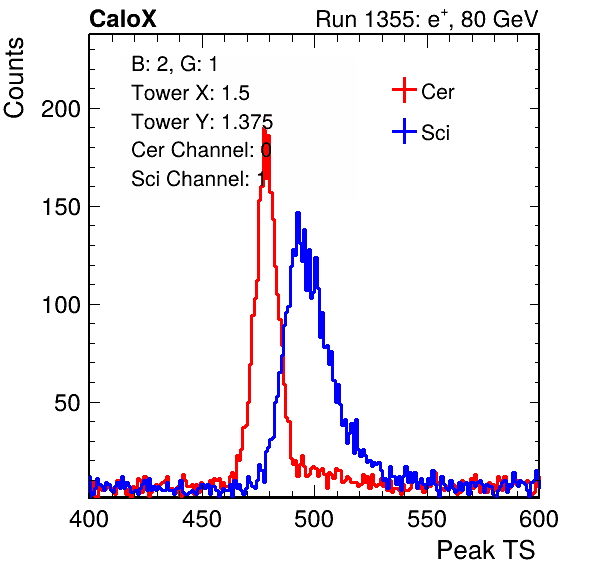 CaloX Run 1355: e⁺, 80 GeV
Counts
B: 2, G: 1
Tower X: 1.5
Tower Y: 1.375
Cer Channel: 0
Sci Channel: 1
Cer
Sci
200
150
100
50
400 450 500 550 600
Peak TS